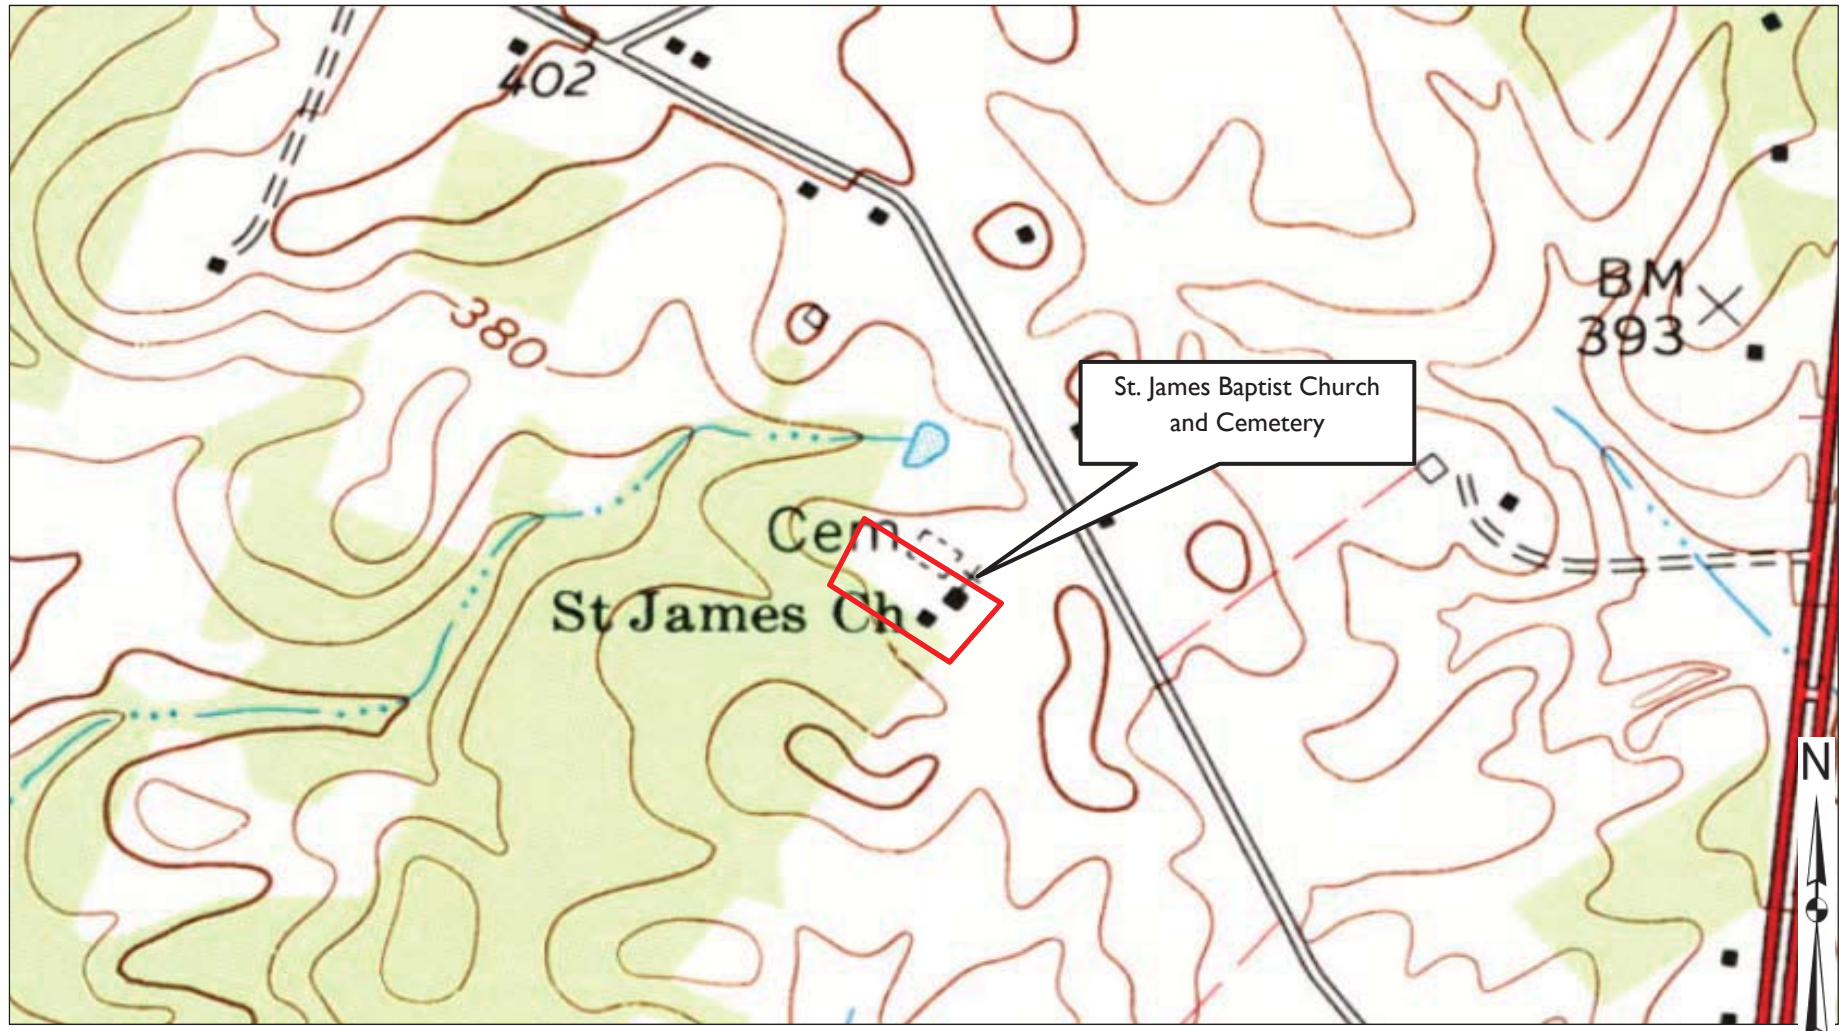 402
380
BM
393
St. James Baptist Church
and Cemetery
Cem
St James Ch
N